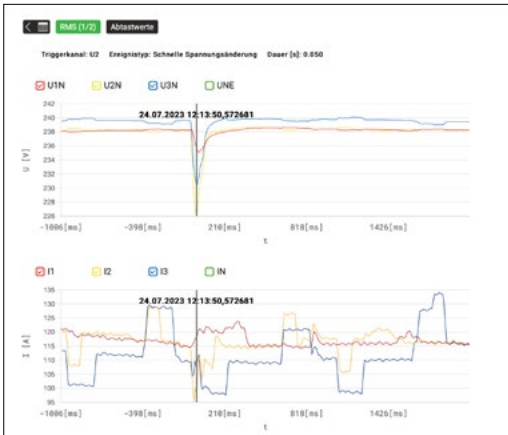 RMS (1/2) Abtastwerte
Triggerkanal: U2 Ereignistyp: Schnelle Spannungsänderung Dauer [s]: 0.050
U1N U2N U3N UNE
24.07.2023 12:13:50,572681
242
240
238
236
234
232
230
228
226
U [V]
-1006[ms] -398[ms] 210[ms] 818[ms] 1426[ms]
t
I1 I2 I3 IN
24.07.2023 12:13:50,572681
135
130
125
120
115
110
105
100
95
I [A]
-1006[ms] -398[ms] 210[ms] 818[ms] 1426[ms]
t